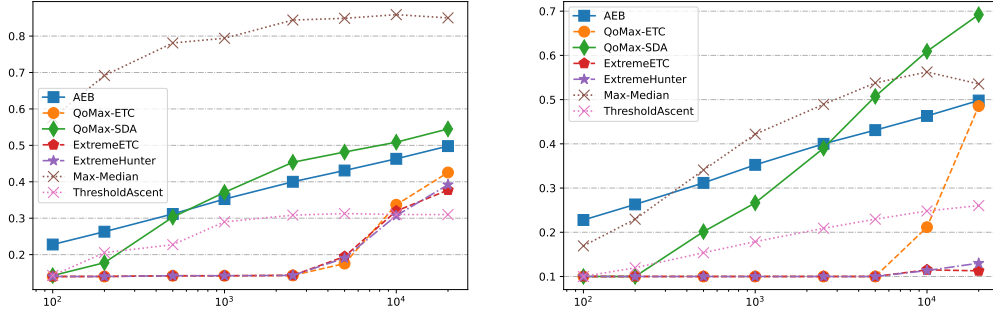 0.8
0.7
0.6
0.5
0.4
0.3
0.2
AEB
QoMax-ETC
QoMax-SDA
ExtremeETC
ExtremeHunter
Max-Median
ThresholdAscent
10²
10³
10⁴
0.7
0.6
0.5
0.4
0.3
0.2
0.1
AEB
QoMax-ETC
QoMax-SDA
ExtremeETC
ExtremeHunter
Max-Median
ThresholdAscent
10²
10³
10⁴